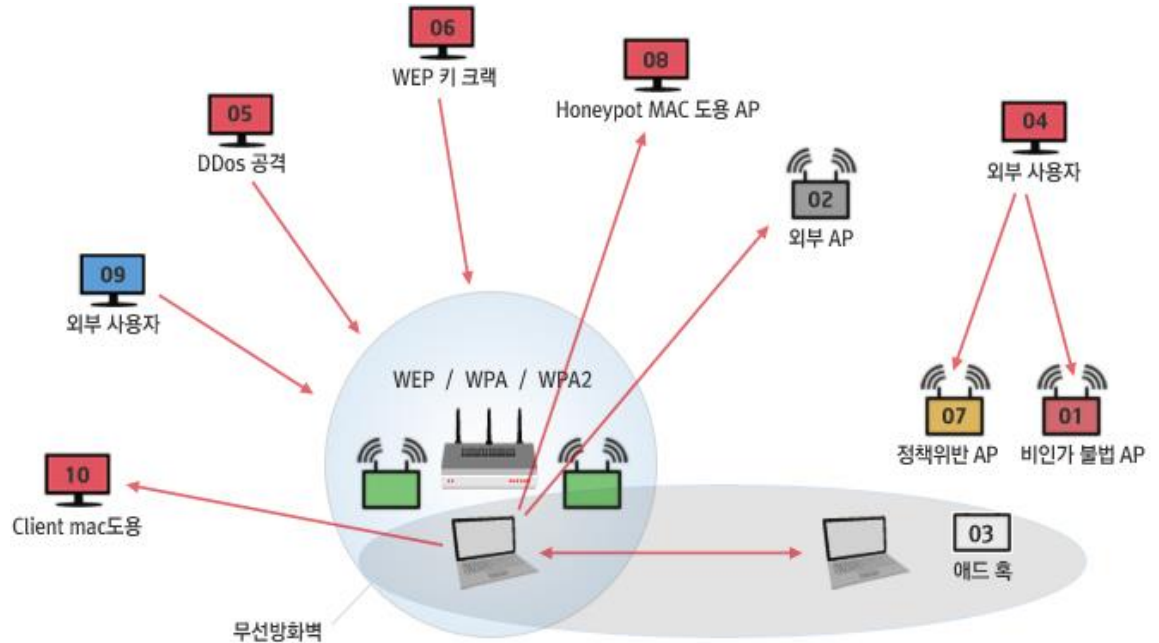 06
WEP 키 크랙
08
Honeypot MAC 도용 AP
05
DDos 공격
04
외부 사용자
02
외부 AP
09
외부 사용자
WEP / WPA / WPA2
07
정책위반 AP
01
비인가 불법 AP
10
Client mac도용
03
애드 혹
무선방화벽